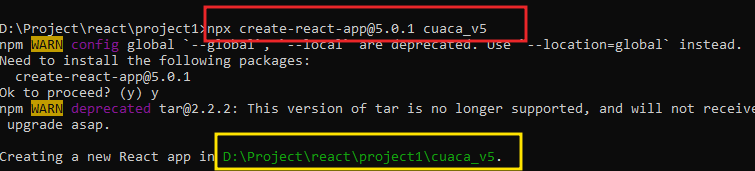 D:\Project\react\project1>npx create-react-app@5.0.1 cuaca_v5
npm WARN config global `--global`, `--local` are deprecated. Use `--location=global` instead.
Need to install the following packages:
  create-react-app@5.0.1
Ok to proceed? (y) y
npm WARN deprecated tar@2.2.2: This version of tar is no longer supported, and will not receive
 upgrade asap.
Creating a new React app in D:\Project\react\project1\cuaca_v5.